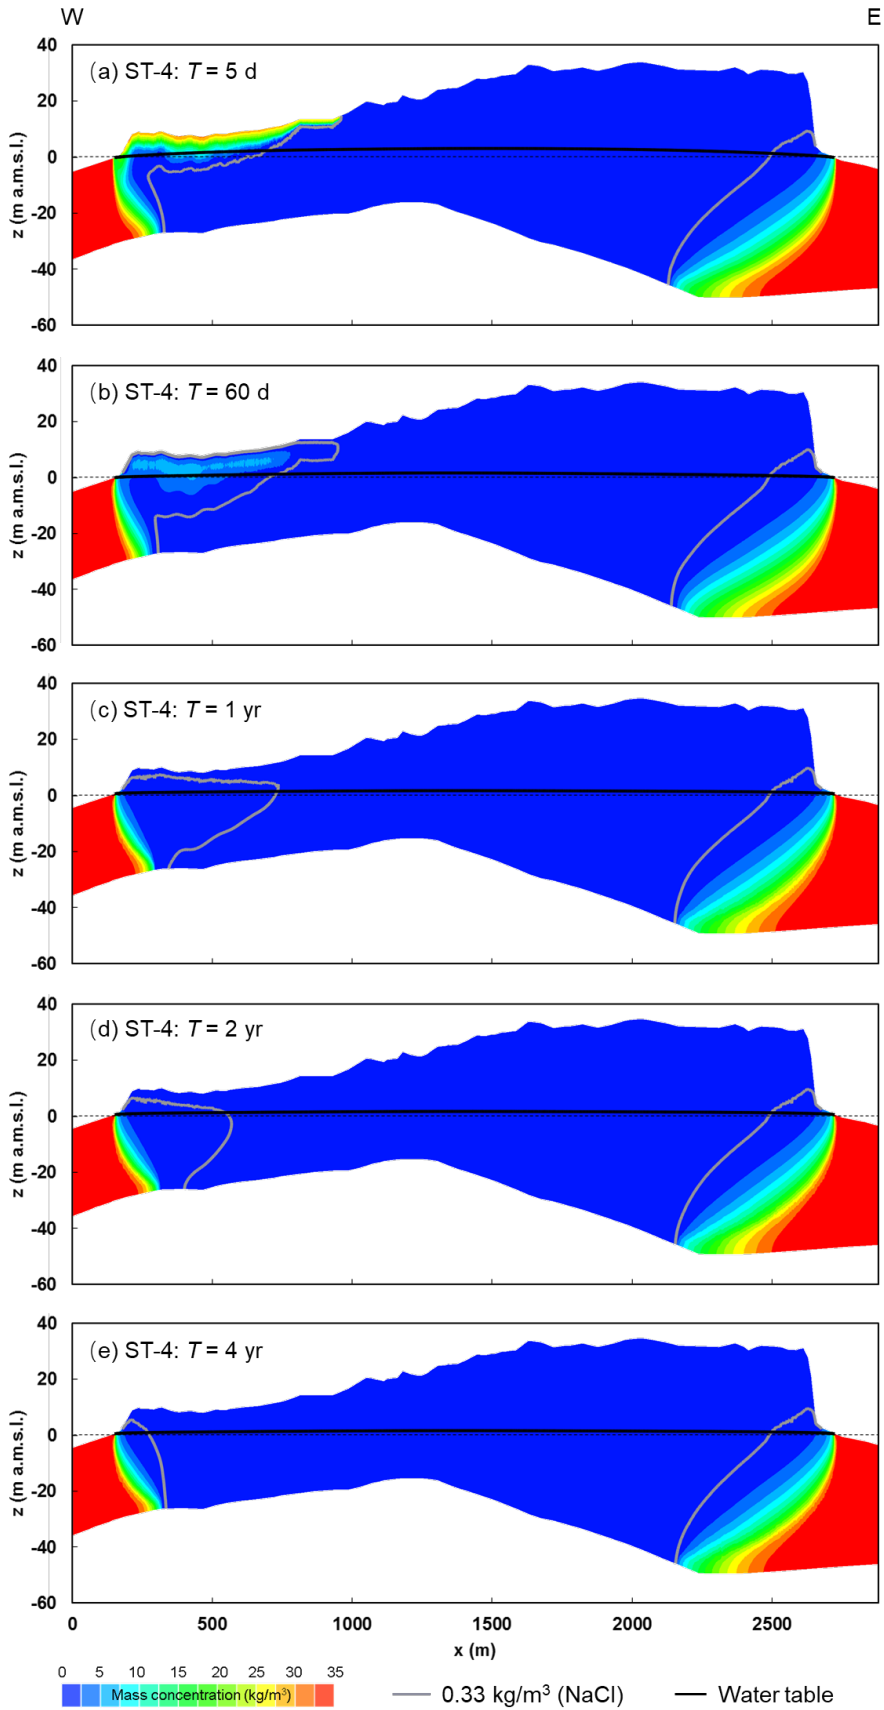 W E
40
(a) ST-4: T = 5 d
20
0
-20
-40
-60
z (m a.m.s.l.)
40
(b) ST-4: T = 60 d
20
0
-20
-40
-60
z (m a.m.s.l.)
40
(c) ST-4: T = 1 yr
20
0
-20
-40
-60
z (m a.m.s.l.)
40
(d) ST-4: T = 2 yr
20
0
-20
-40
-60
z (m a.m.s.l.)
40
(e) ST-4: T = 4 yr
20
0
-20
-40
-60
z (m a.m.s.l.)
0 500 1000 1500 2000 2500
x (m)
0 5 10 15 20 25 30 35
Mass concentration (kg/m³)
0.33 kg/m³ (NaCl)
Water table